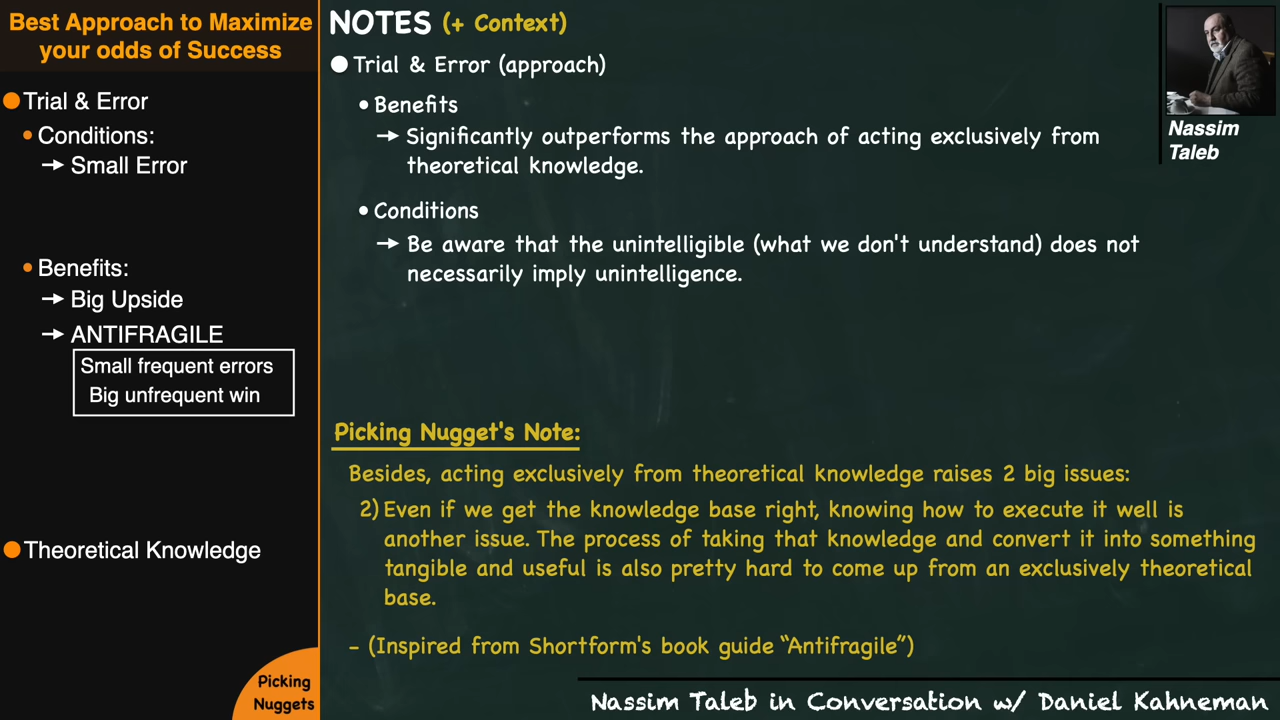 Best Approach to Maximize
your odds of Success
Trial & Error
Conditions:
→ Small Error
Benefits:
→ Big Upside
→ ANTIFRAGILE
Small frequent errors
Big unfrequent win
Theoretical Knowledge
Picking
Nuggets
NOTES (+ Context)
Trial & Error (approach)
• Benefits
→ Significantly outperforms the approach of acting exclusively from
theoretical knowledge.
• Conditions
→ Be aware that the unintelligible (what we don't understand) does not
necessarily imply unintelligence.
Picking Nugget's Note:
Besides, acting exclusively from theoretical knowledge raises 2 big issues:
2) Even if we get the knowledge base right, knowing how to execute it well is
another issue. The process of taking that knowledge and convert it into something
tangible and useful is also pretty hard to come up from an exclusively theoretical
base.
- (Inspired from Shortform's book guide “Antifragile”)
Nassim
Taleb
Nassim Taleb in Conversation w/ Daniel Kahneman